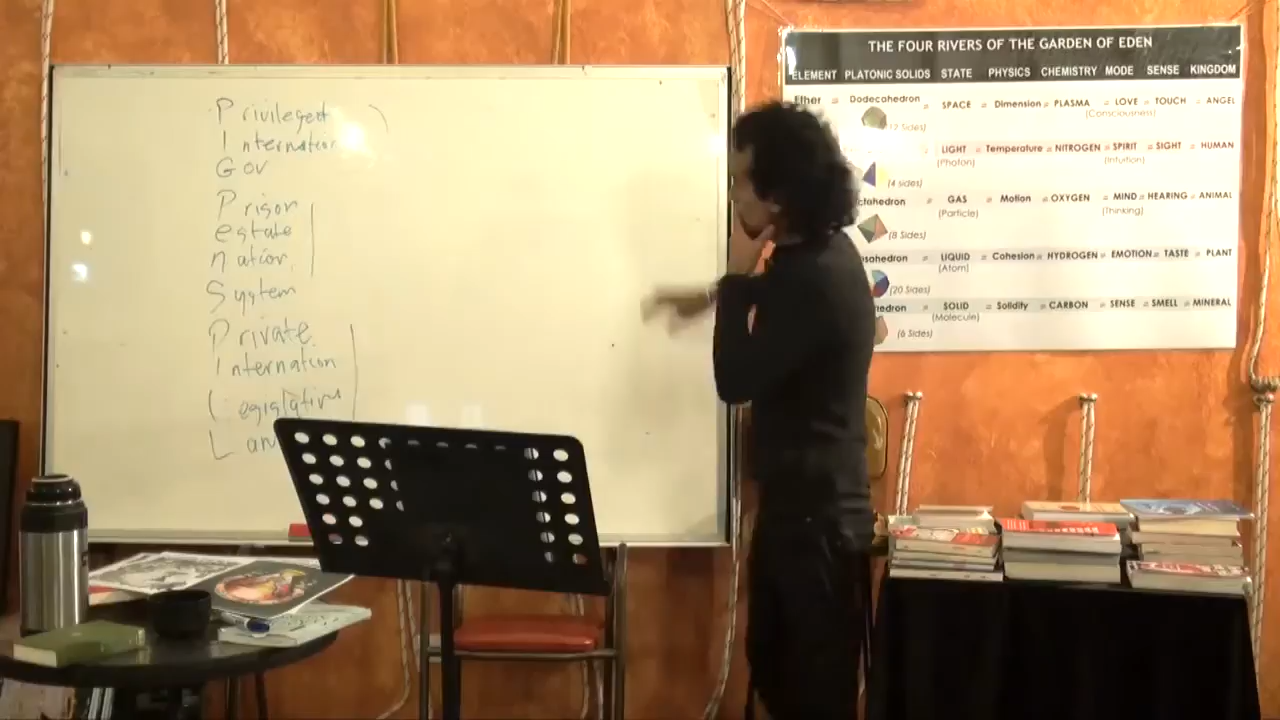 Privileged )
Internation
Gov
Prison
estate
nation
System
Private
Internation
Legislative
THE FOUR RIVERS OF THE GARDEN OF EDEN
ELEMENT PLATONIC SOLIDS STATE PHYSICS CHEMISTRY MODE SENSE KINGDOM
Ether = Dodecahedron = SPACE = Dimension = PLASMA = LOVE = TOUCH = ANGEL
(12 Sides) (Consciousness)
LIGHT = Temperature = NITROGEN = SPIRIT = SIGHT = HUMAN
(4 sides) (Photon) (Intuition)
ctahedron = GAS = Motion = OXYGEN = MIND = HEARING = ANIMAL
(8 Sides) (Particle) (Thinking)
sahedron = LIQUID = Cohesion = HYDROGEN = EMOTION = TASTE = PLANT
(20 Sides) (Atom)
hedron = SOLID = Solidity = CARBON = SENSE = SMELL = MINERAL
(6 Sides) (Molecule)